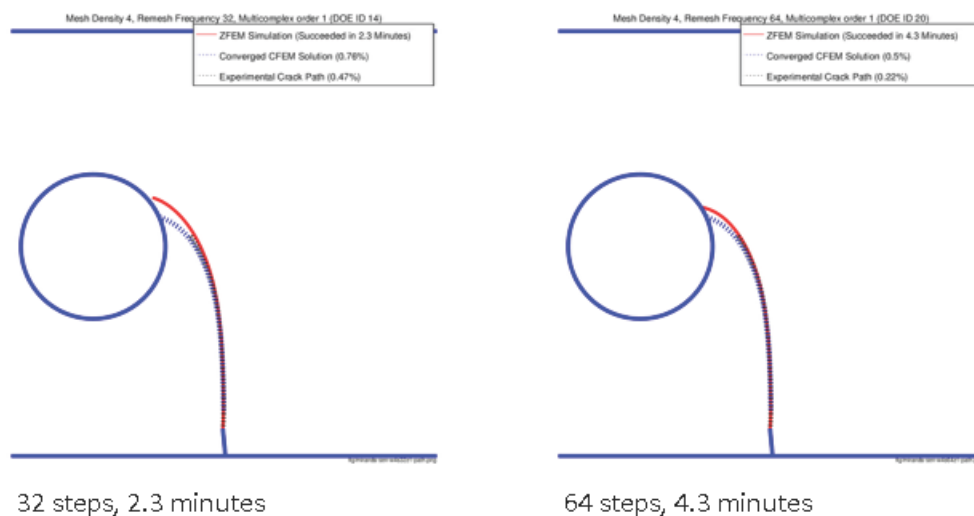 Mesh Density 4, Remesh Frequency 32, Multicomplex order 1 (DOE ID 14)
ZFEM Simulation (Succeeded in 2.3 Minutes)
Converged CFEM Solution (0.76%)
Experimental Crack Path (0.47%)
32 steps, 2.3 minutes
Mesh Density 4, Remesh Frequency 64, Multicomplex order 1 (DOE ID 20)
ZFEM Simulation (Succeeded in 4.3 Minutes)
Converged CFEM Solution (0.5%)
Experimental Crack Path (0.22%)
64 steps, 4.3 minutes